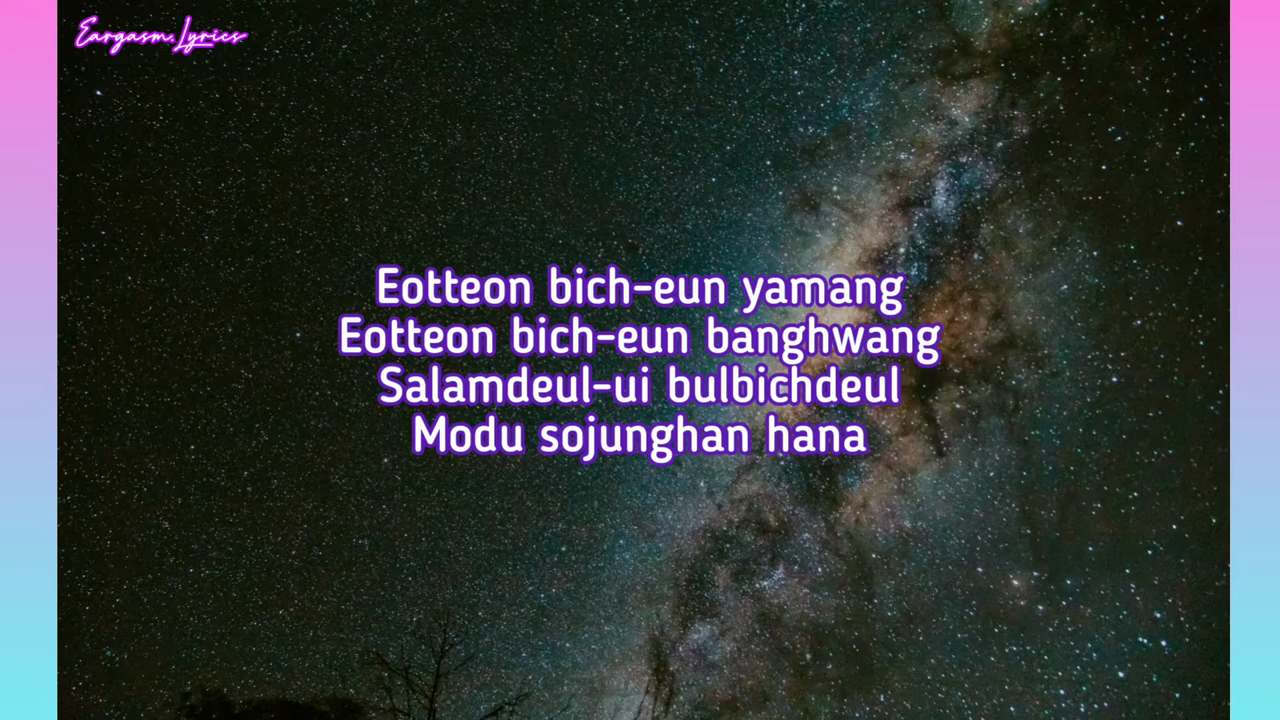 Eargasm.Lyrics
Eotteon bich-eun yamang
Eotteon bich-eun banghwang
Salamdeul-ui bulbichdeul
Modu sojunghan hana